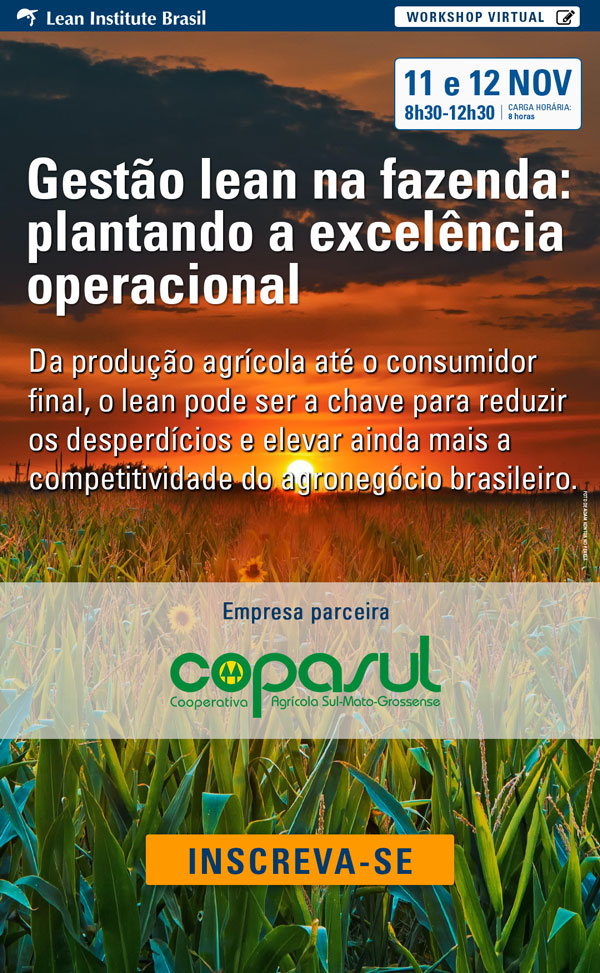 Lean Institute Brasil
WORKSHOP VIRTUAL
11 e 12 NOV
8h30-12h30
CARGA HORÁRIA:
8 horas
Gestão lean na fazenda:
plantando a excelência
operacional
Da produção agrícola até o consumidor
final, o lean pode ser a chave para reduzir
os desperdícios e elevar ainda mais a
competitividade do agronegócio brasileiro.
Empresa parceira
copasul
Cooperativa Agrícola Sul-Mato-Grossense
INSCREVA-SE